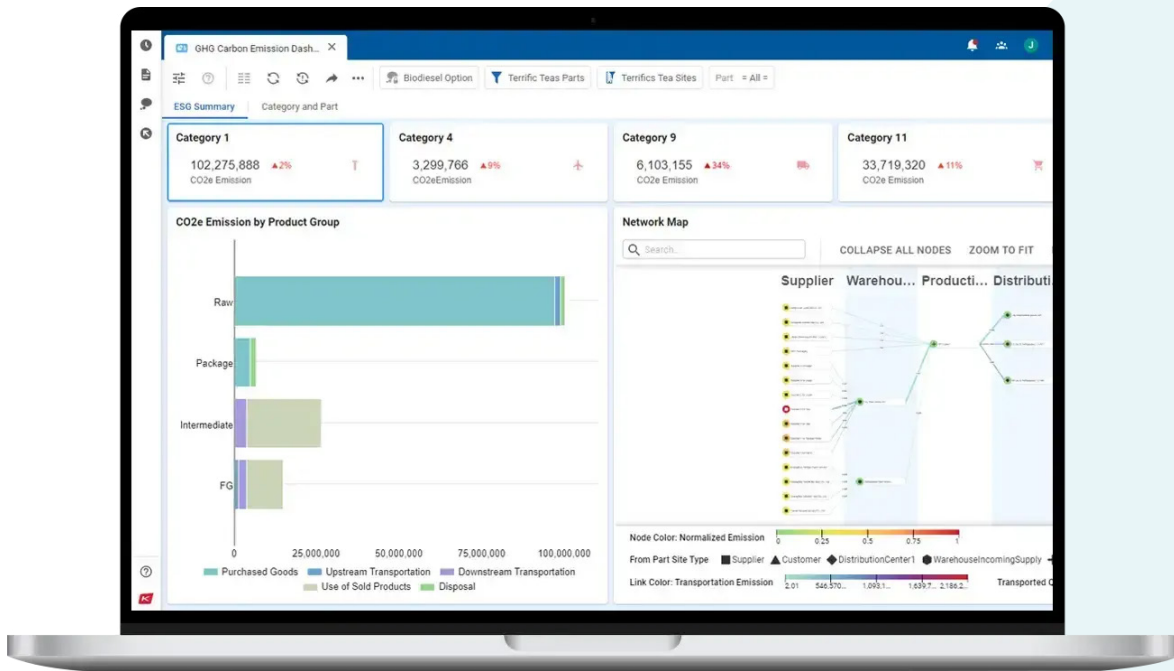 GHG Carbon Emission Dash...
J
Biodiesel Option
Terrific Teas Parts
Terrifics Tea Sites
Part = All =
ESG Summary
Category and Part
Category 1
102,275,888 ▲2%
CO2e Emission
Category 4
3,299,766 ▲9%
CO2eEmission
Category 9
6,103,155 ▲34%
CO2e Emission
Category 11
33,719,320 ▲11%
CO2e Emission
CO2e Emission by Product Group
Raw
Package
Intermediate
FG
0 25,000,000 50,000,000 75,000,000 100,000,000
Purchased Goods Upstream Transportation Downstream Transportation
Use of Sold Products Disposal
Network Map
Search..
COLLAPSE ALL NODES ZOOM TO FIT
Supplier Warehou... Producti... Distributi...
Node Color: Normalized Emission
0 0.25 0.5 0.75 1
From Part Site Type Supplier Customer DistributionCenter1 WarehouseIncomingSupply
Link Color: Transportation Emission
2.01 546,570... 1,093,1... 1,639,7... 2,186,2...
Transported